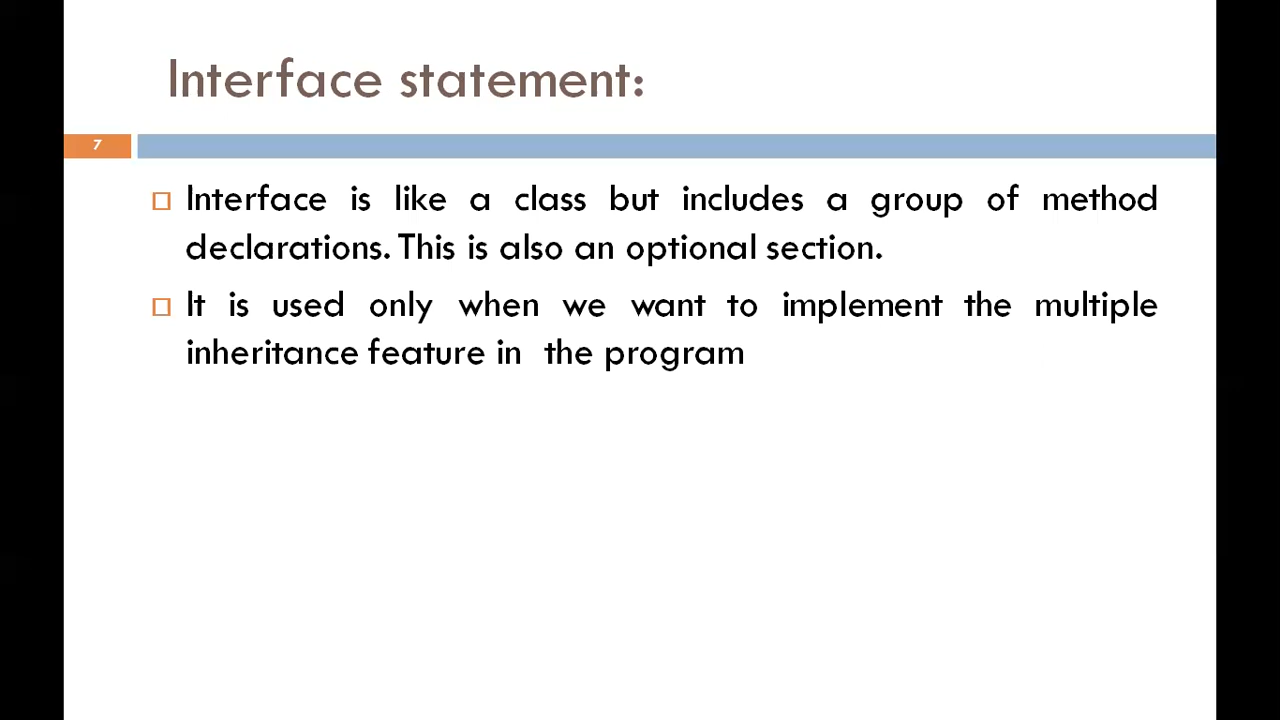 Interface statement:
7
Interface is like a class but includes a group of method
declarations. This is also an optional section.
It is used only when we want to implement the multiple
inheritance feature in the program